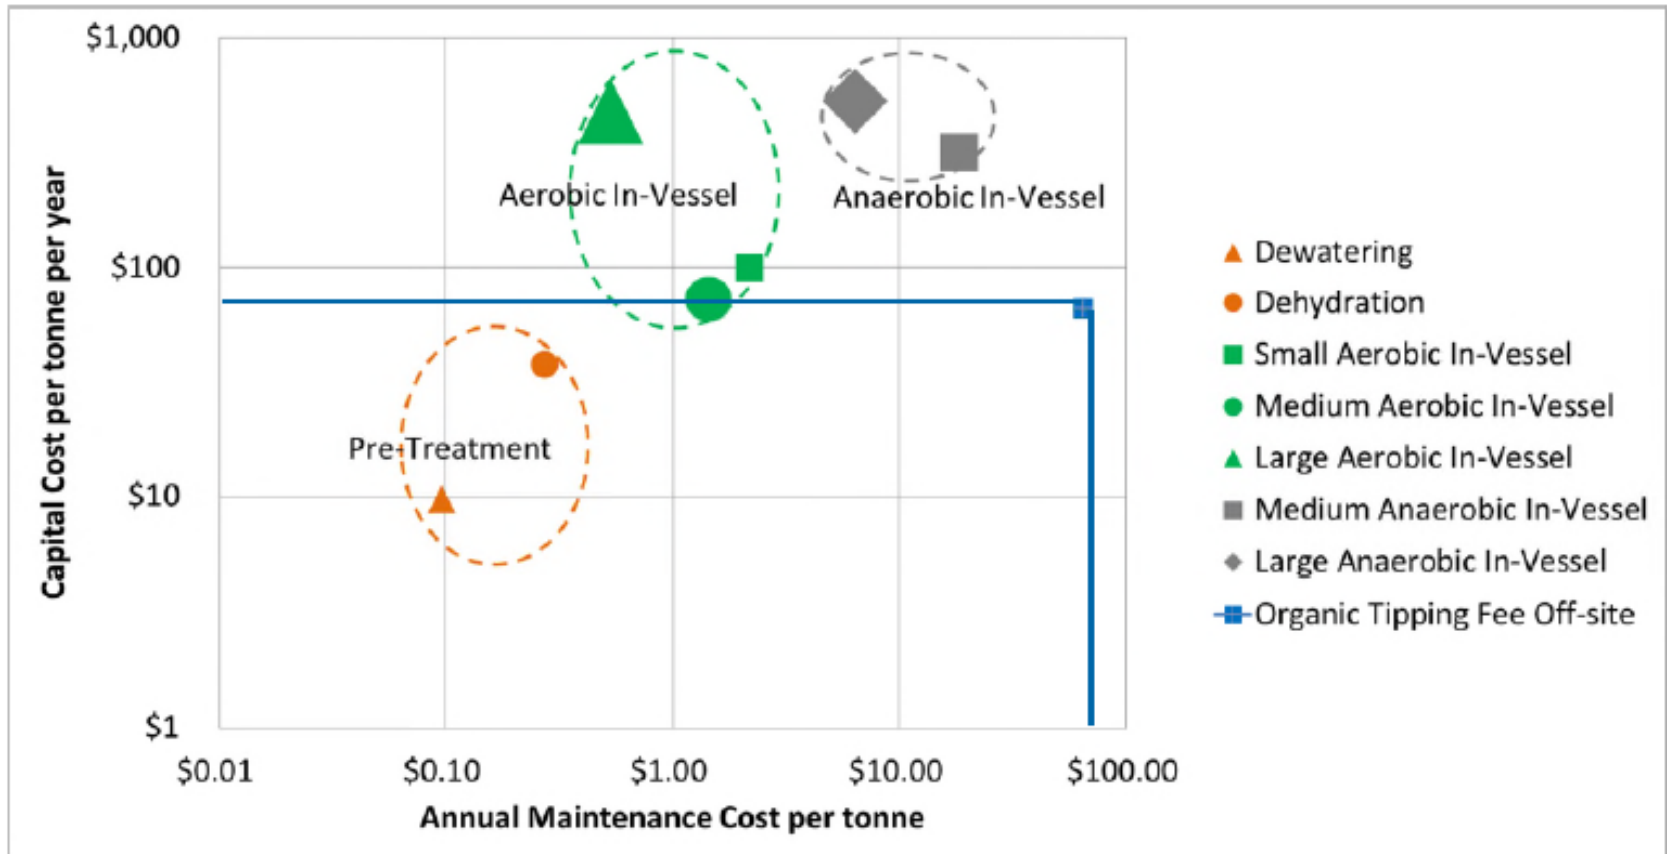 $1,000
$100
$10
$1
Capital Cost per tonne per year
Aerobic In-Vessel
Anaerobic In-Vessel
Pre-Treatment
$0.01
$0.10
$1.00
$10.00
$100.00
Annual Maintenance Cost per tonne
Dewatering
Dehydration
Small Aerobic In-Vessel
Medium Aerobic In-Vessel
Large Aerobic In-Vessel
Medium Anaerobic In-Vessel
Large Anaerobic In-Vessel
Organic Tipping Fee Off-site